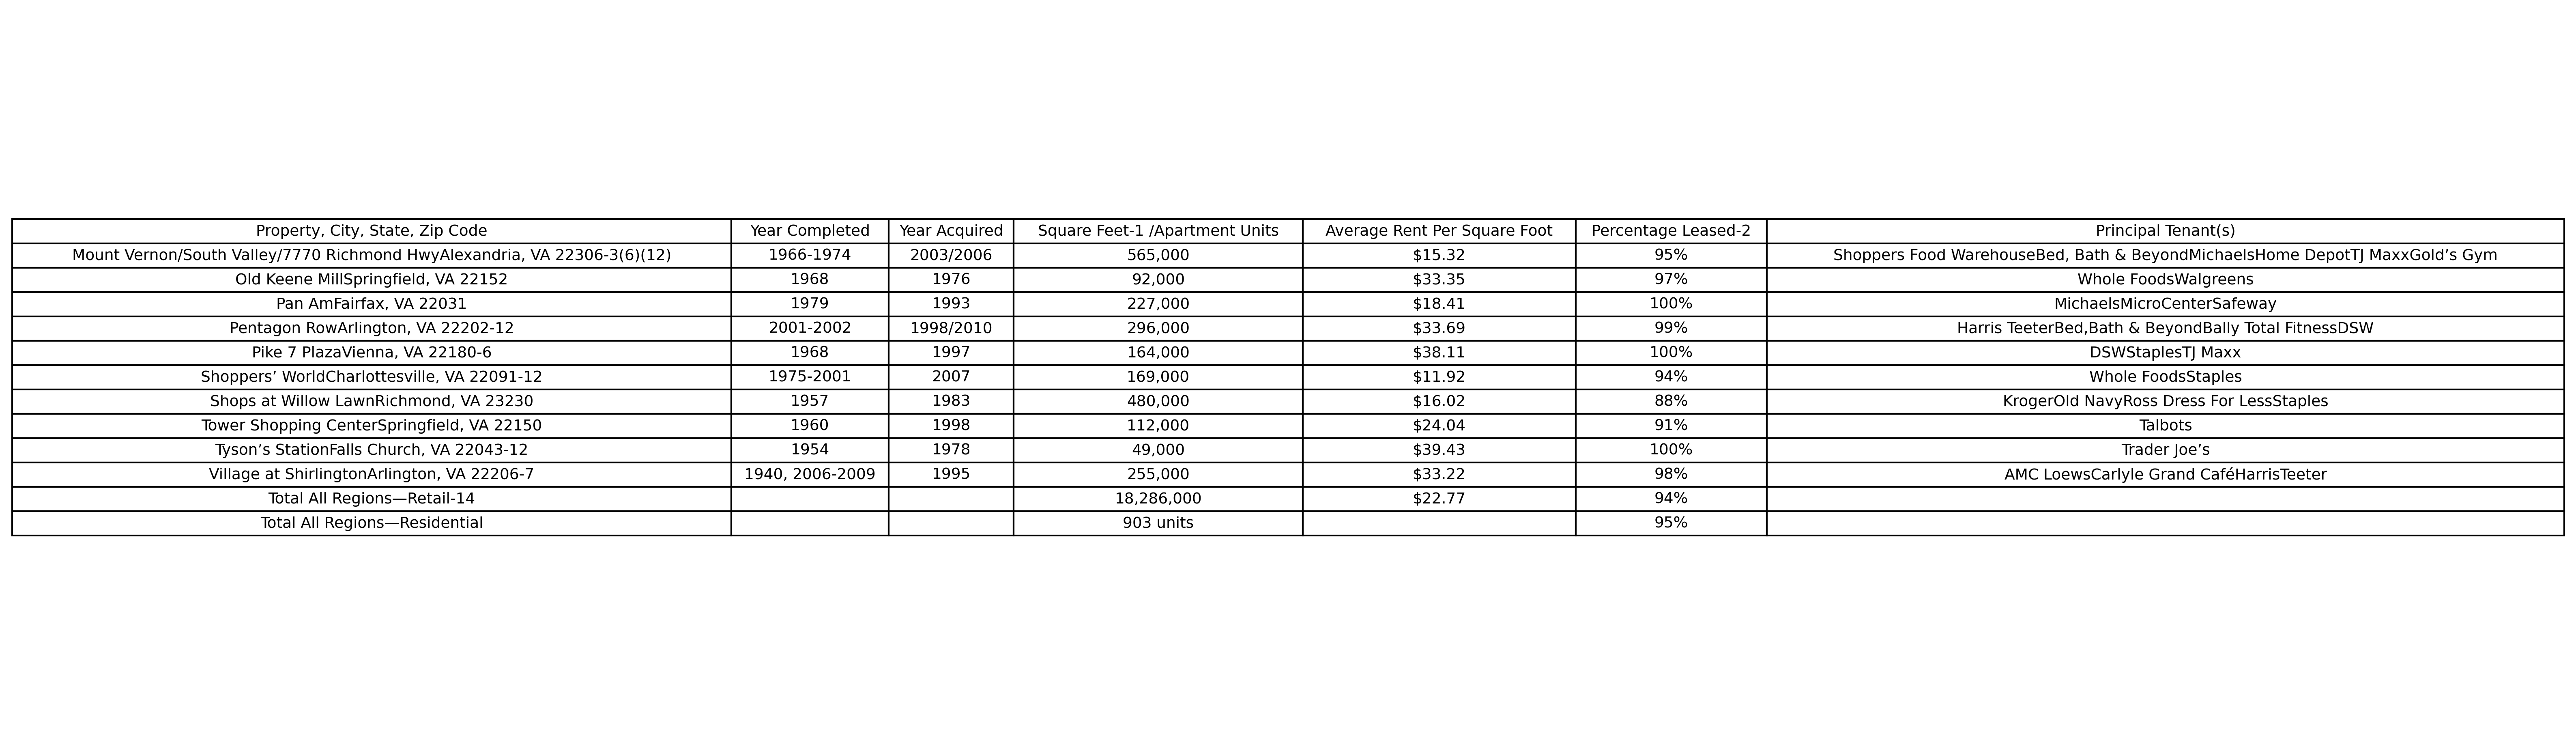 Property, City, State, Zip Code Year Completed Year Acquired Square Feet-1 /Apartment Units Average Rent Per Square Foot Percentage Leased-2 Principal Tenant(s)
Mount Vernon/South Valley/7770 Richmond HwyAlexandria, VA 22306-3(6)(12) 1966-1974 2003/2006 565,000 $15.32 95% Shoppers Food WarehouseBed, Bath & BeyondMichaelsHome DepotTJ MaxxGold’s Gym
Old Keene MillSpringfield, VA 22152 1968 1976 92,000 $33.35 97% Whole FoodsWalgreens
Pan AmFairfax, VA 22031 1979 1993 227,000 $18.41 100% MichaelsMicroCenterSafeway
Pentagon RowArlington, VA 22202-12 2001-2002 1998/2010 296,000 $33.69 99% Harris TeeterBed,Bath & BeyondBally Total FitnessDSW
Pike 7 PlazaVienna, VA 22180-6 1968 1997 164,000 $38.11 100% DSWStaplesTJ Maxx
Shoppers’ WorldCharlottesville, VA 22091-12 1975-2001 2007 169,000 $11.92 94% Whole FoodsStaples
Shops at Willow LawnRichmond, VA 23230 1957 1983 480,000 $16.02 88% KrogerOld NavyRoss Dress For LessStaples
Tower Shopping CenterSpringfield, VA 22150 1960 1998 112,000 $24.04 91% Talbots
Tyson’s StationFalls Church, VA 22043-12 1954 1978 49,000 $39.43 100% Trader Joe’s
Village at ShirlingtonArlington, VA 22206-7 1940, 2006-2009 1995 255,000 $33.22 98% AMC LoewsCarlyle Grand CaféHarrisTeeter
Total All Regions—Retail-14 18,286,000 $22.77 94%
Total All Regions—Residential 903 units 95%